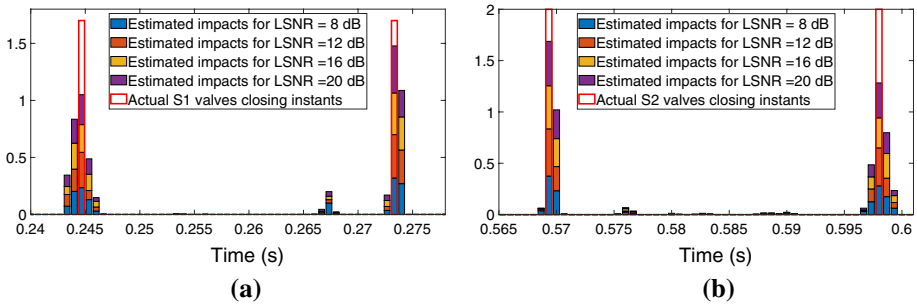 Estimated impacts for LSNR = 8 dB
Estimated impacts for LSNR =12 dB
Estimated impacts for LSNR =16 dB
Estimated impacts for LSNR =20 dB
Actual S1 valves closing instants
1.5
1
0.5
0
0.24 0.245 0.25 0.255 0.26 0.265 0.27 0.275
Time (s)
(a)
Estimated impacts for LSNR = 8 dB
Estimated impacts for LSNR =12 dB
Estimated impacts for LSNR =16 dB
Estimated impacts for LSNR =20 dB
Actual S2 valves closing instants
2
1.5
1
0.5
0
0.565 0.57 0.575 0.58 0.585 0.59 0.595 0.6
Time (s)
(b)